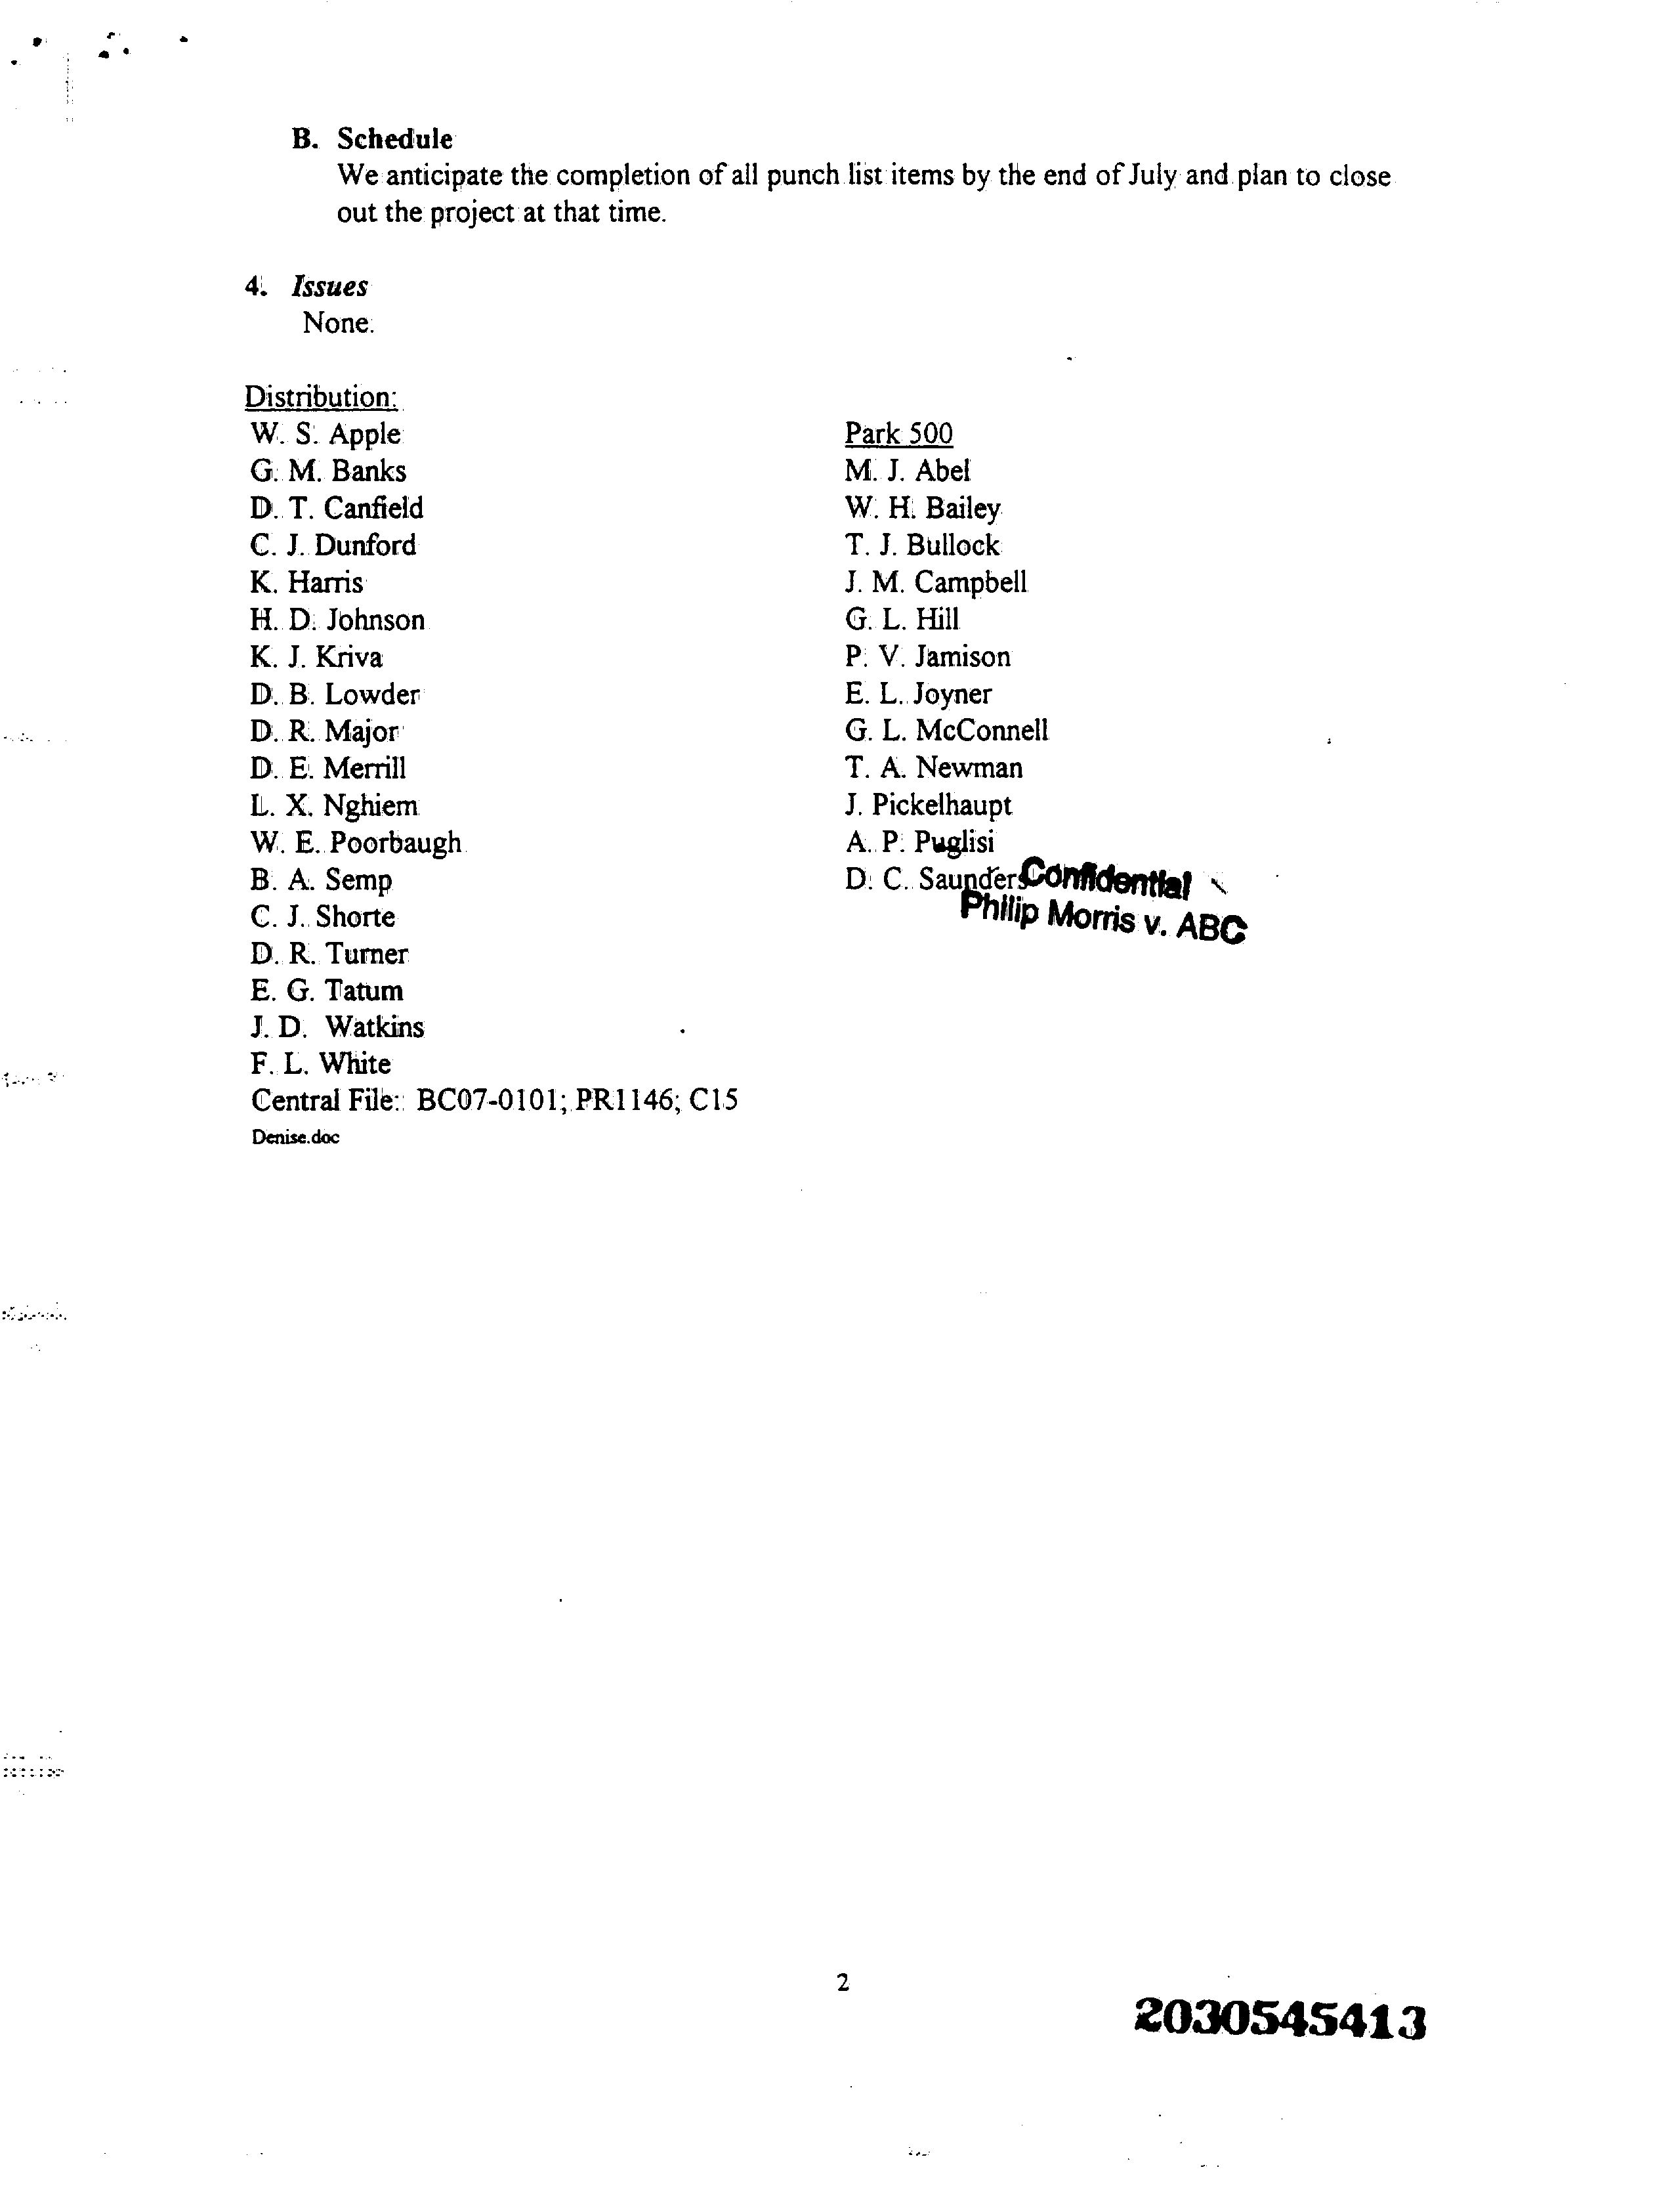 B. Schedule
We anticipate the completion of all punch list items by the end of July and plan to close
out the project at that time.
4. Issues
None.
Distribution:
W. S. Apple
G. M. Banks
D. T. Canfield
C. J. Dunford
K. Harris
H. D. Johnson
K. J. Kriva
D. B. Lowder
D. R. Major
D. E. Merrill
L. X. Nghiem
W. E. Poorbaugh
B. A. Semp
C. J. Shorte
D. R. Turner
E. G. Tatum
J. D. Watkins
F. L. White
Central File: BC07-0101; PR1146; C15
Denise.doc
Park 500
M. J. Abel
W. H. Bailey
T. J. Bullock
J. M. Campbell
G. L. Hill
P. V. Jamison
E. L. Joyner
G. L. McConnell
T. A. Newman
J. Pickelhaupt
A. P. Puglisi
D. C. Saunders
Confidential
Philip Morris v. ABC
2
2030545413